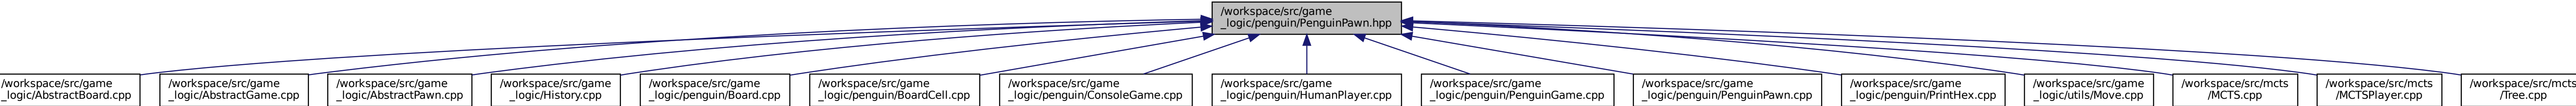 /workspace/src/game
_logic/penguin/PenguinPawn.hpp
/workspace/src/game
_logic/AbstractBoard.cpp
/workspace/src/game
_logic/AbstractGame.cpp
/workspace/src/game
_logic/AbstractPawn.cpp
/workspace/src/game
_logic/History.cpp
/workspace/src/game
_logic/penguin/Board.cpp
/workspace/src/game
_logic/penguin/BoardCell.cpp
/workspace/src/game
_logic/penguin/ConsoleGame.cpp
/workspace/src/game
_logic/penguin/HumanPlayer.cpp
/workspace/src/game
_logic/penguin/PenguinGame.cpp
/workspace/src/game
_logic/penguin/PenguinPawn.cpp
/workspace/src/game
_logic/penguin/PrintHex.cpp
/workspace/src/game
_logic/utils/Move.cpp
/workspace/src/mcts
/MCTS.cpp
/workspace/src/mcts
/MCTSPlayer.cpp
/workspace/src/mcts
/Tree.cpp